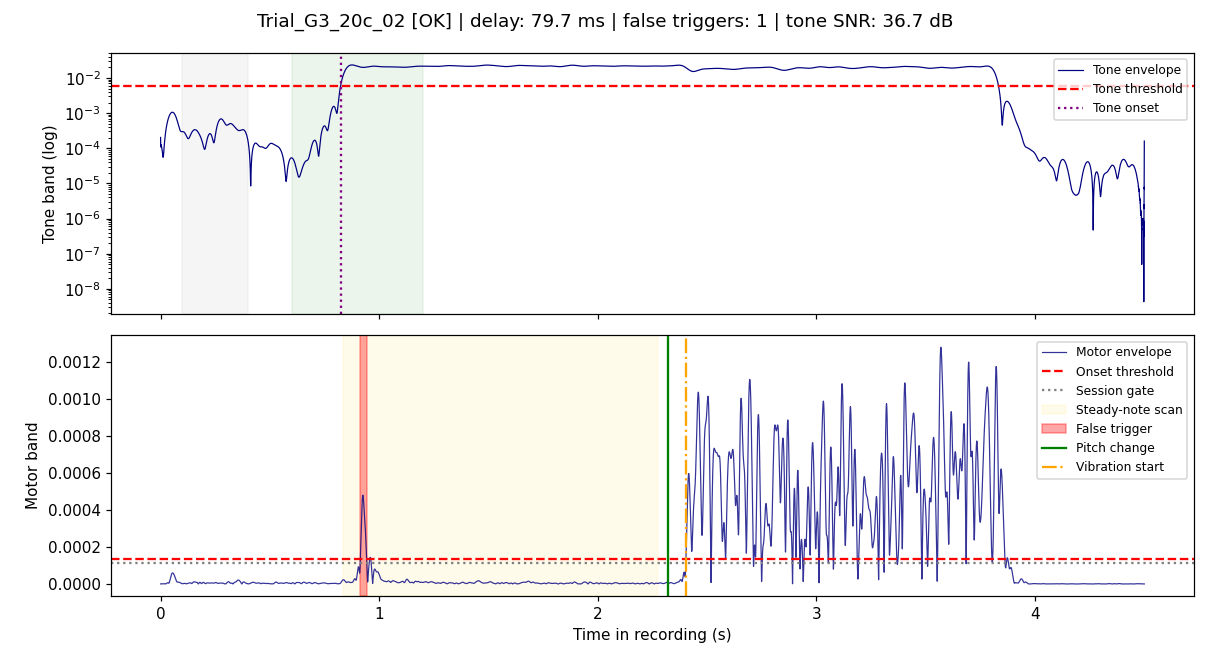 Trial_G3_20c_02 [OK] | delay: 79.7 ms | false triggers: 1 | tone SNR: 36.7 dB
Tone band (log)
10⁻²
10⁻³
10⁻⁴
10⁻⁵
10⁻⁶
10⁻⁷
10⁻⁸
Tone envelope
Tone threshold
Tone onset
Motor band
0.0012
0.0010
0.0008
0.0006
0.0004
0.0002
0.0000
Motor envelope
Onset threshold
Session gate
Steady-note scan
False trigger
Pitch change
Vibration start
0 1 2 3 4
Time in recording (s)